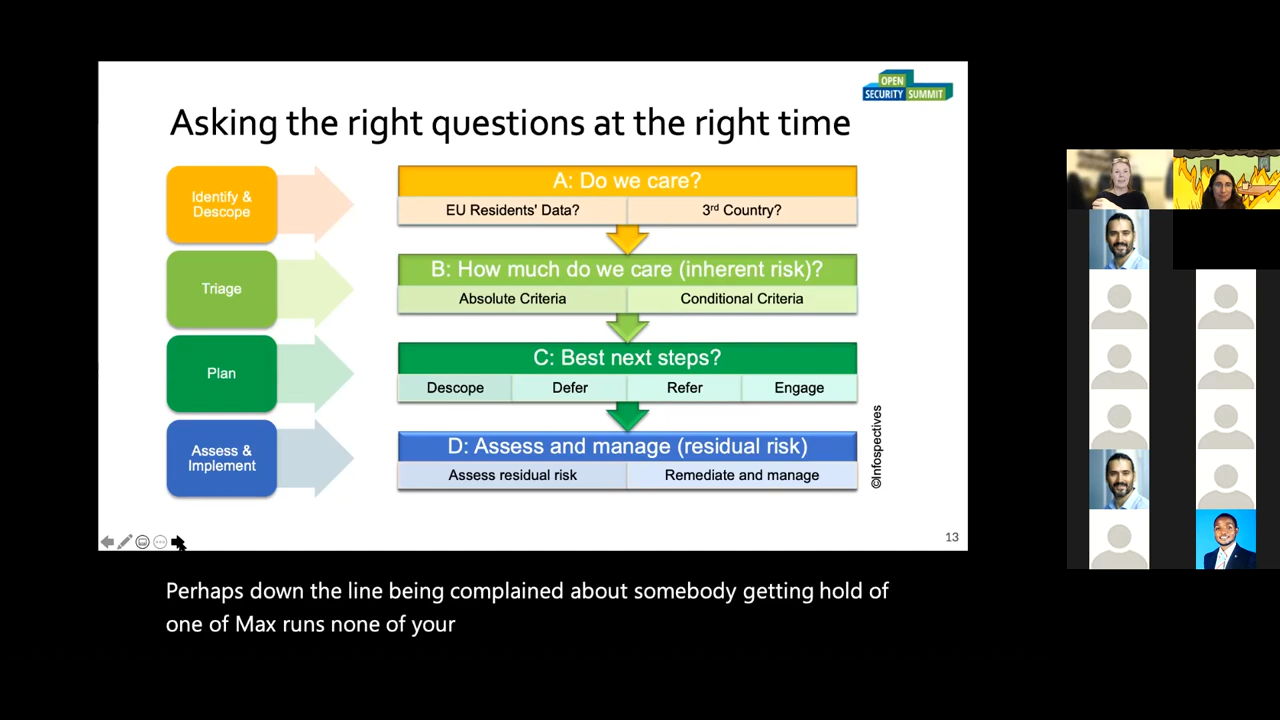 OPEN
SECURITY SUMMIT
Asking the right questions at the right time
Identify &
Descope
A: Do we care?
EU Residents' Data?
3rd Country?
Triage
B: How much do we care (inherent risk)?
Absolute Criteria
Conditional Criteria
Plan
C: Best next steps?
Descope
Defer
Refer
Engage
Assess &
Implement
D: Assess and manage (residual risk)
Assess residual risk
Remediate and manage
©Infospectives
13
Perhaps down the line being complained about somebody getting hold of
one of Max runs none of your